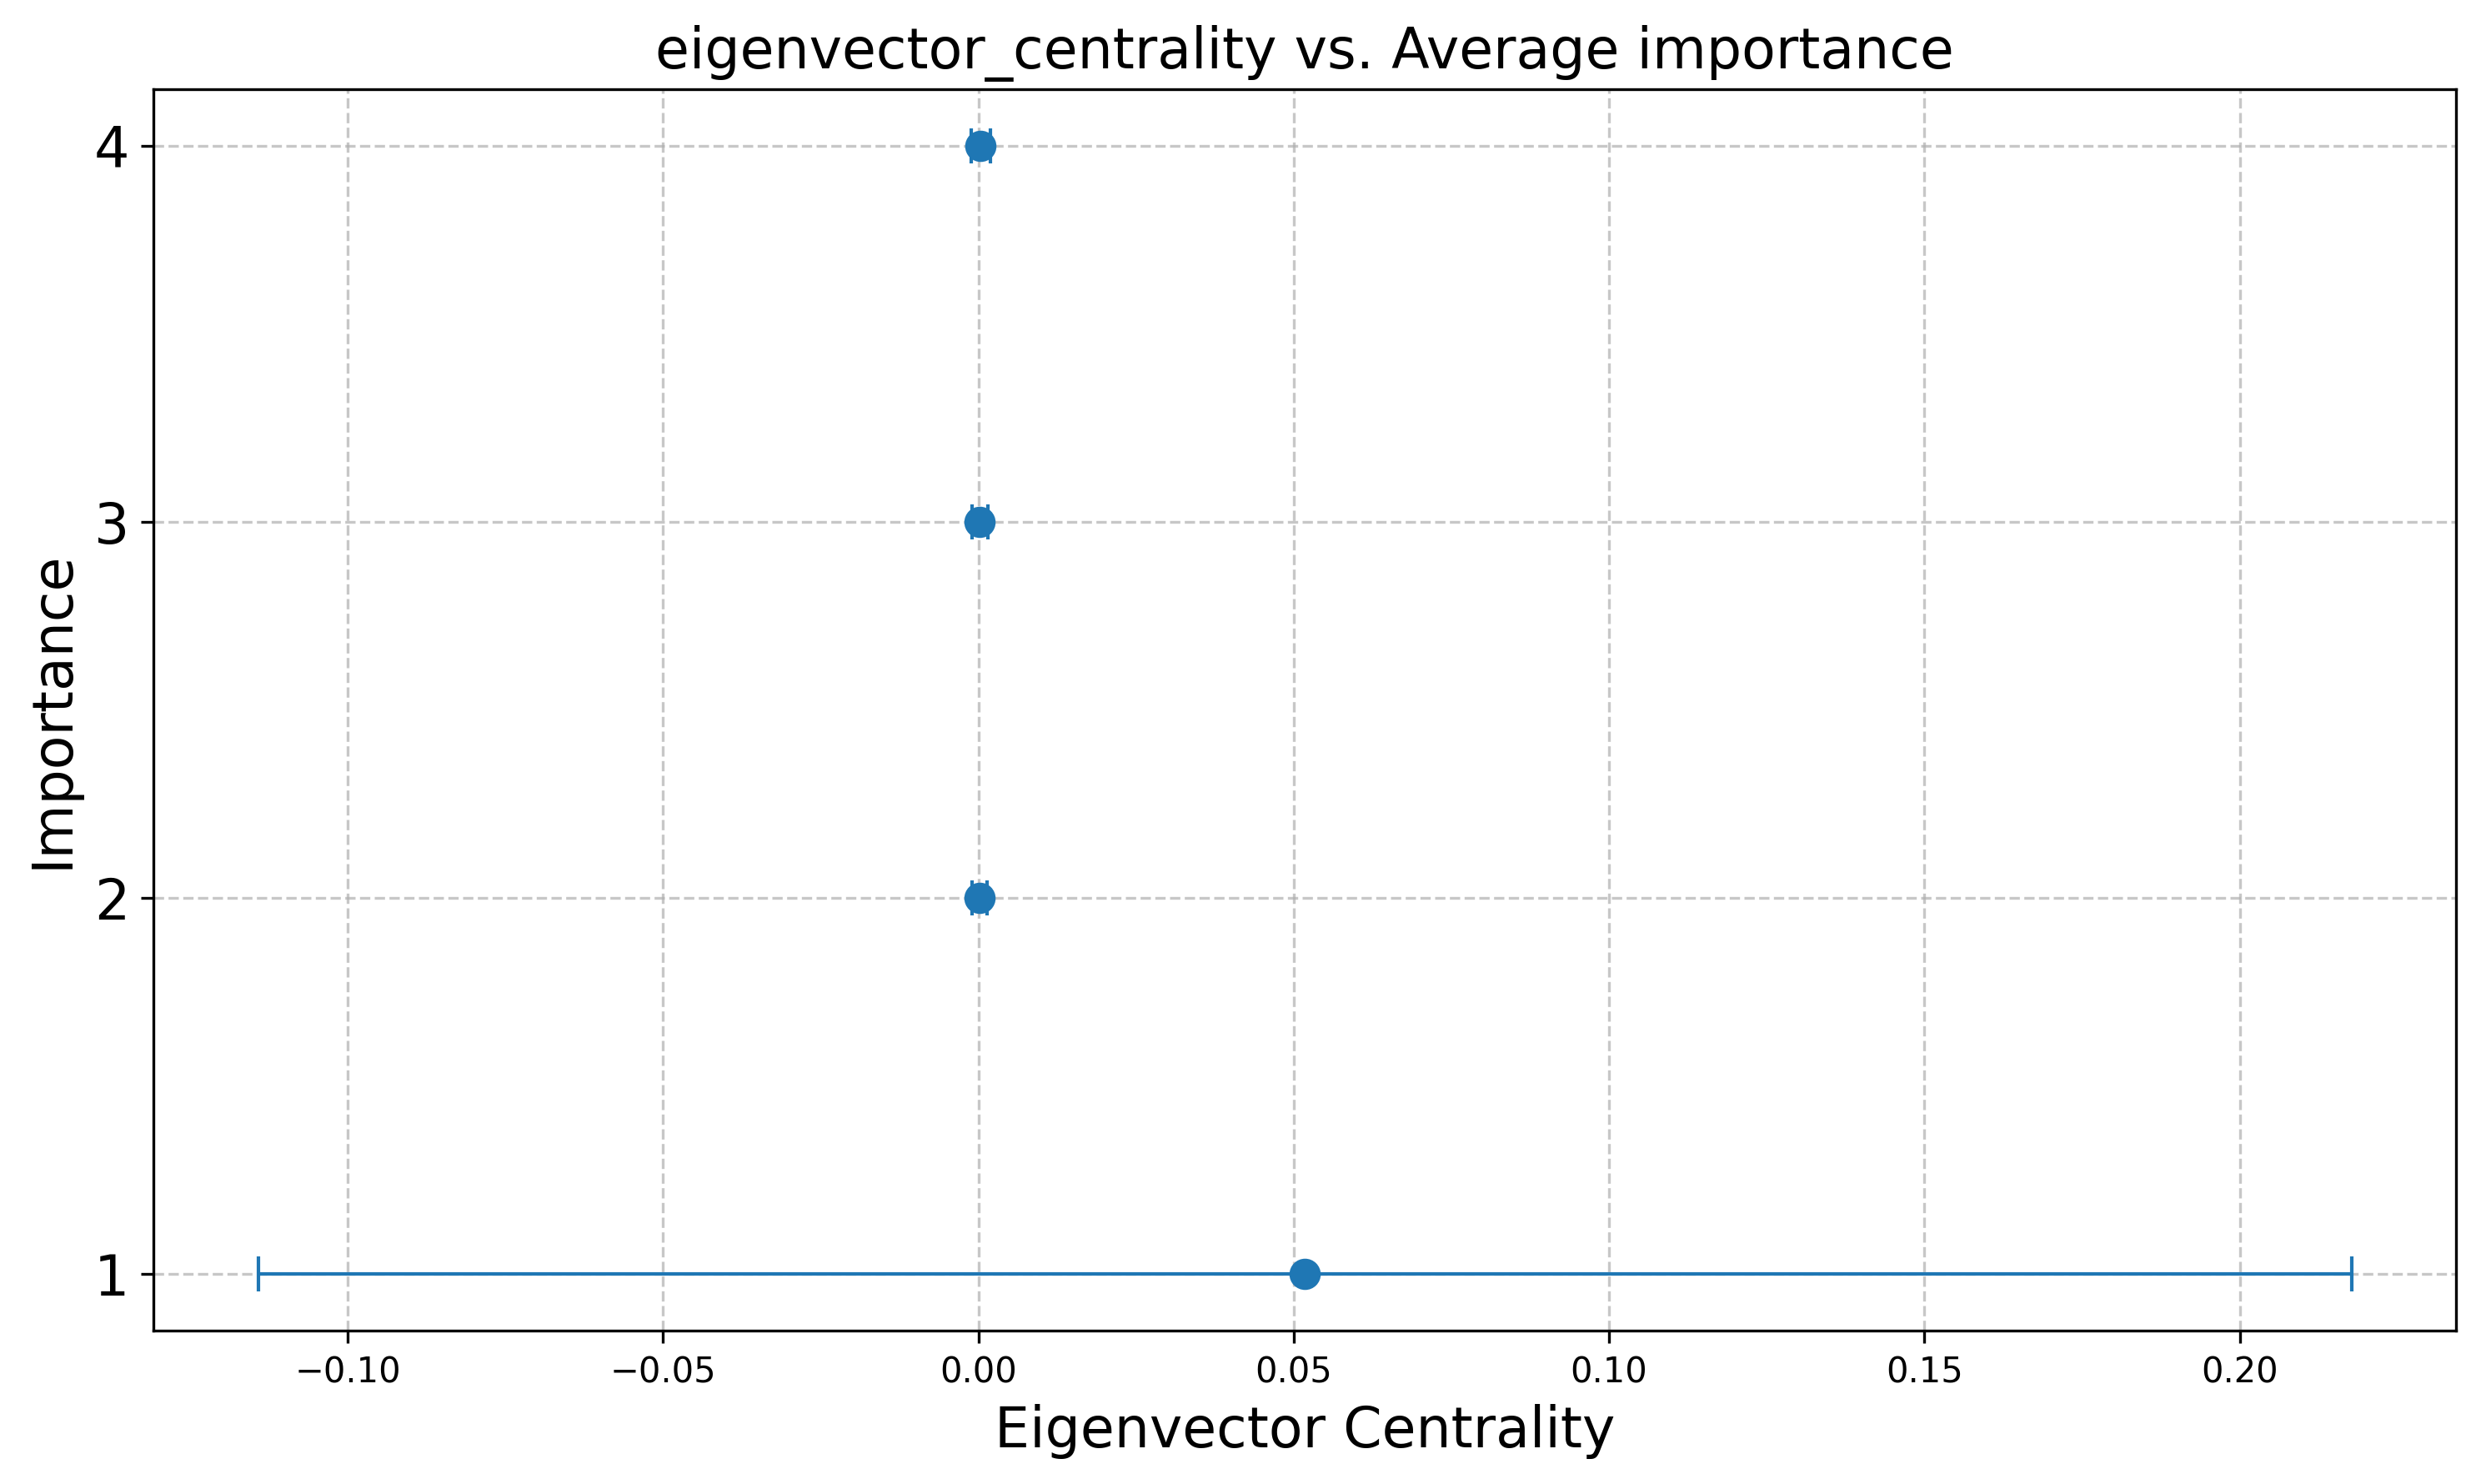 eigenvector_centrality vs. Average importance
4
3
2
1
Importance
−0.10 −0.05 0.00 0.05 0.10 0.15 0.20
Eigenvector Centrality